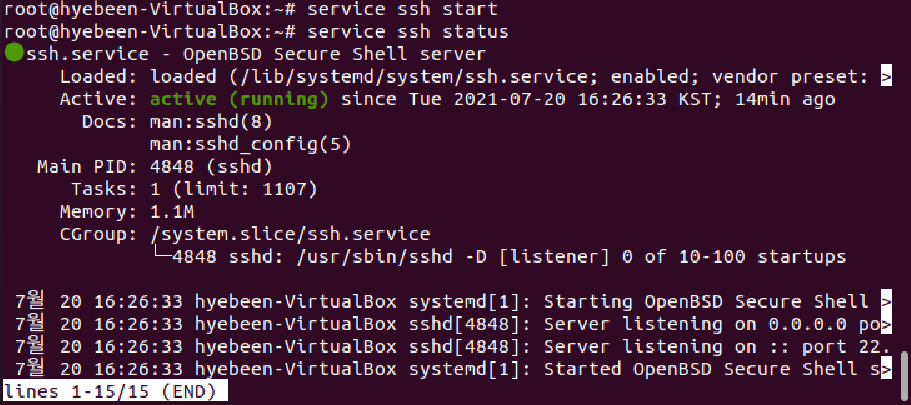 root@hyebeen-VirtualBox:~# service ssh start
root@hyebeen-VirtualBox:~# service ssh status
●ssh.service - OpenBSD Secure Shell server
     Loaded: loaded (/lib/systemd/system/ssh.service; enabled; vendor preset: >
     Active: active (running) since Tue 2021-07-20 16:26:33 KST; 14min ago
       Docs: man:sshd(8)
             man:sshd_config(5)
   Main PID: 4848 (sshd)
      Tasks: 1 (limit: 1107)
     Memory: 1.1M
     CGroup: /system.slice/ssh.service
             └─4848 sshd: /usr/sbin/sshd -D [listener] 0 of 10-100 startups
 7월 20 16:26:33 hyebeen-VirtualBox systemd[1]: Starting OpenBSD Secure Shell >
 7월 20 16:26:33 hyebeen-VirtualBox sshd[4848]: Server listening on 0.0.0.0 po>
 7월 20 16:26:33 hyebeen-VirtualBox sshd[4848]: Server listening on :: port 22.
 7월 20 16:26:33 hyebeen-VirtualBox systemd[1]: Started OpenBSD Secure Shell s>
lines 1-15/15 (END)